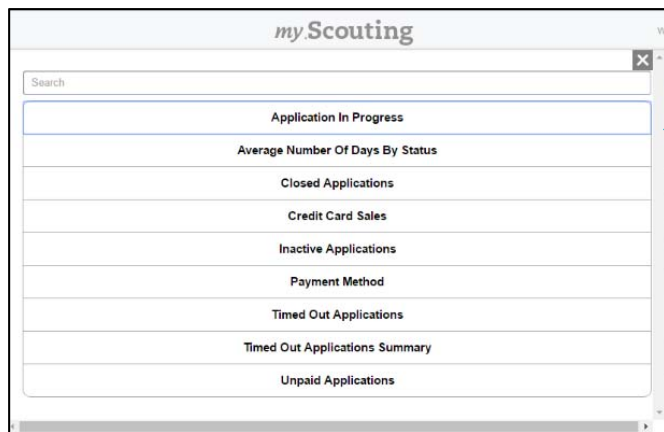 my.Scouting
Search
Application In Progress
Average Number Of Days By Status
Closed Applications
Credit Card Sales
Inactive Applications
Payment Method
Timed Out Applications
Timed Out Applications Summary
Unpaid Applications